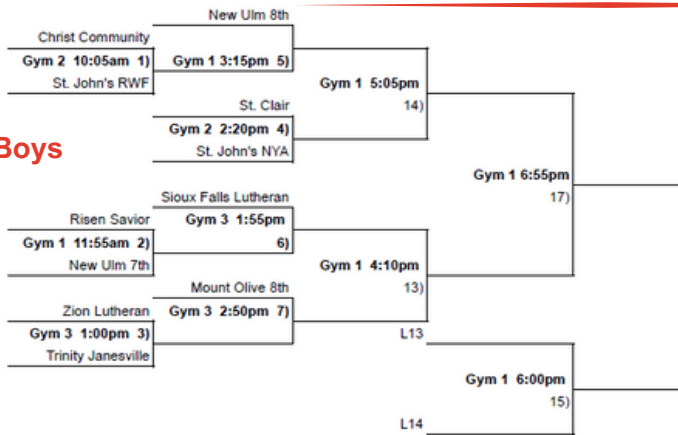 New Ulm 8th
Christ Community
Gym 2 10:05am 1)
Gym 1 3:15pm 5)
St. John's RWF
Gym 1 5:05pm
14)
St. Clair
Gym 2 2:20pm 4)
St. John's NYA
Boys
Gym 1 6:55pm
17)
Sioux Falls Lutheran
Risen Savior
Gym 3 1:55pm
6)
Gym 1 11:55am 2)
New Ulm 7th
Gym 1 4:10pm
13)
Mount Olive 8th
Zion Lutheran
Gym 3 2:50pm 7)
Gym 3 1:00pm 3)
Trinity Janesville
L13
Gym 1 6:00pm
15)
L14